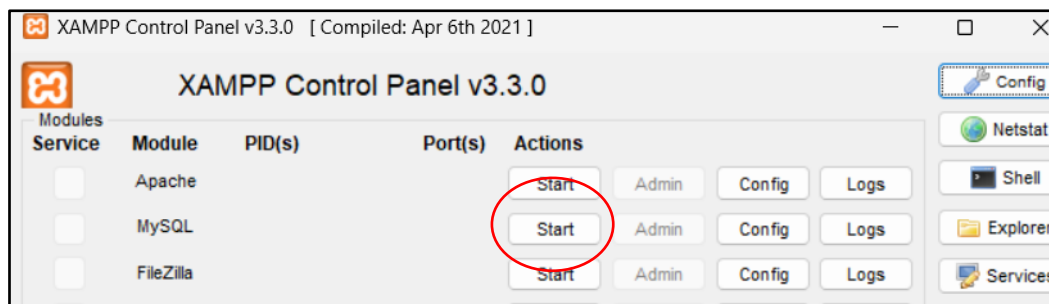 XAMPP Control Panel v3.3.0 [ Compiled: Apr 6th 2021 ]
XAMPP Control Panel v3.3.0
Config
Modules
Netstat
Service Module PID(s) Port(s) Actions
Apache Start Admin Config Logs
Shell
MySQL Start Admin Config Logs
Explorer
FileZilla Start Admin Config Logs
Services